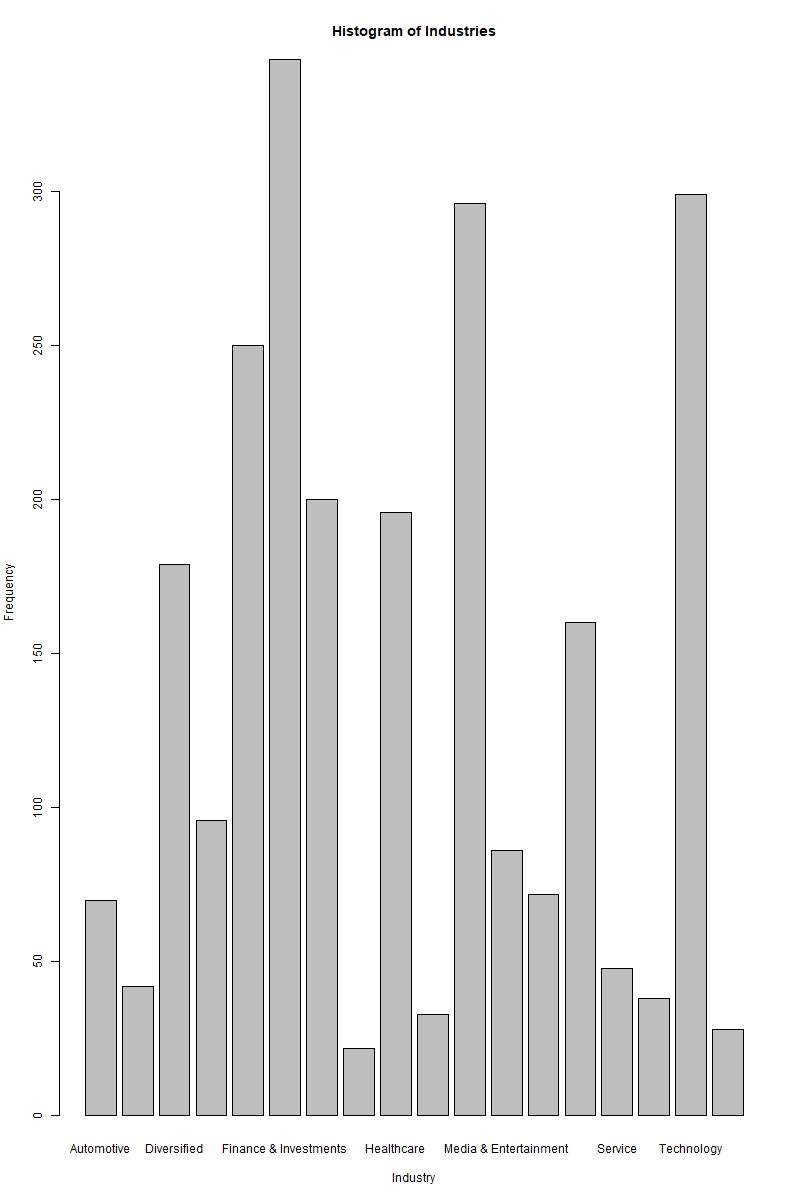 Histogram of Industries
300
250
200
150
100
50
0
Frequency
Automotive Diversified Finance & Investments Healthcare Media & Entertainment Service Technology
Industry